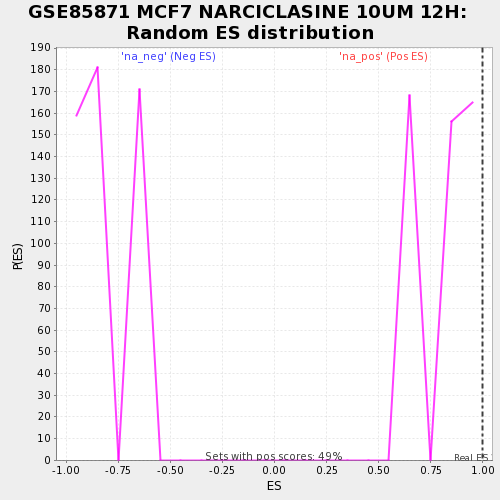 GSE85871 MCF7 NARCICLASINE 10UM 12H:
Random ES distribution
'na_neg' (Neg ES)
'na_pos' (Pos ES)
P(ES)
190
180
170
160
150
140
130
120
110
100
90
80
70
60
50
40
30
20
10
0
Sets with pos scores: 49%
Real ES
-1.00 -0.75 -0.50 -0.25 0.00 0.25 0.50 0.75 1.00
ES